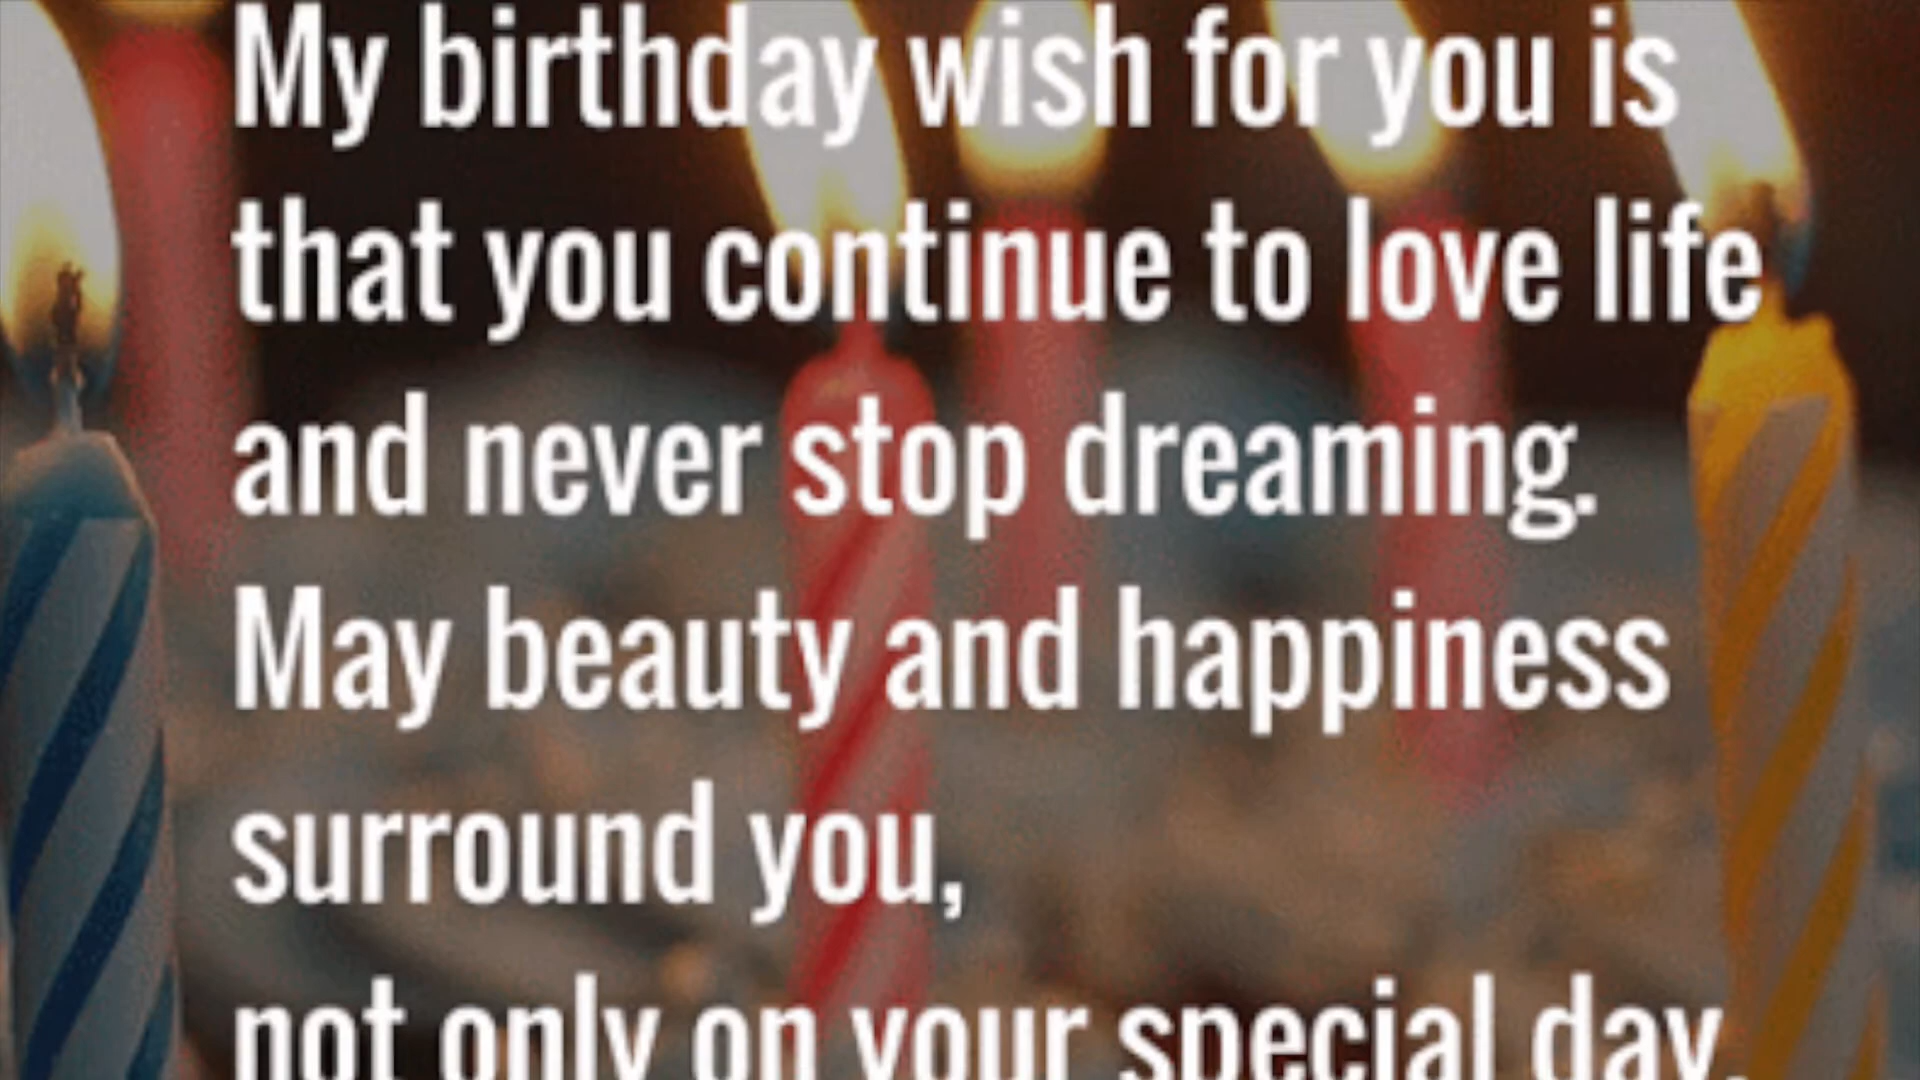 My birthday wish for you is
that you continue to love life
and never stop dreaming.
May beauty and happiness
surround you,
not only on your special day,